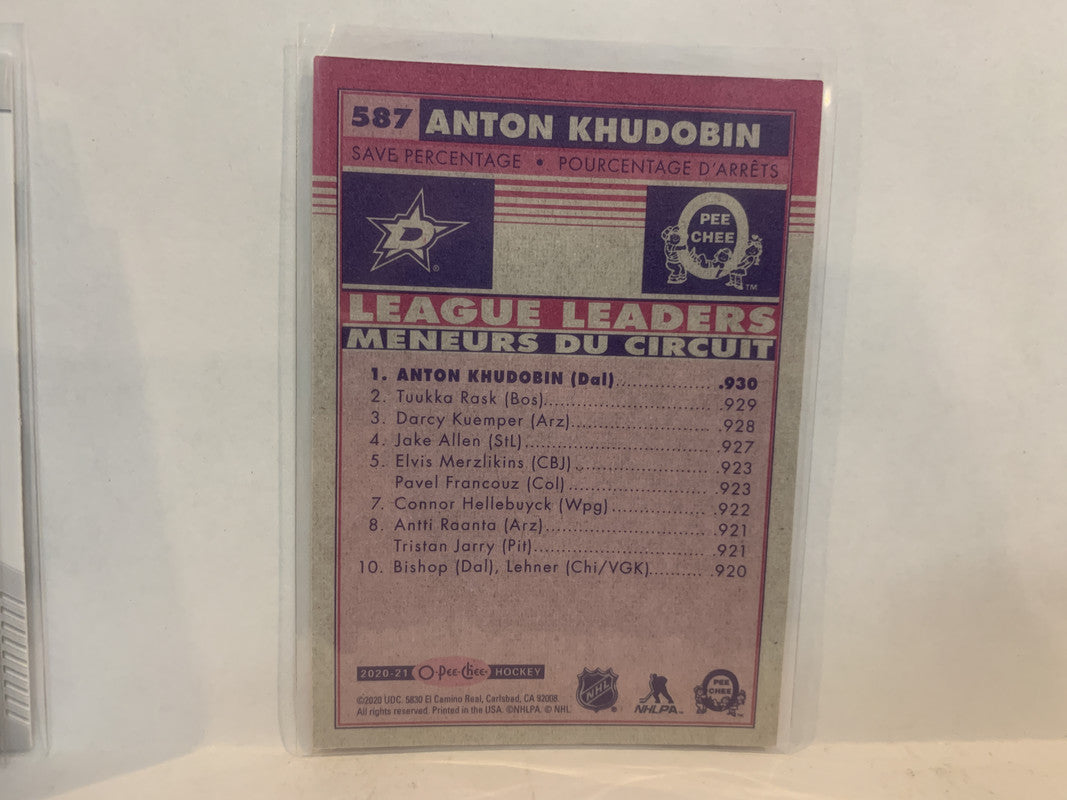 587 ANTON KHUDOBIN
SAVE PERCENTAGE • POURCENTAGE D'ARRÊTS
D
®
PEE
CHEE
TM
LEAGUE LEADERS
MENEURS DU CIRCUIT
1. ANTON KHUDOBIN (Dal)..................930
2. Tuukka Rask (Bos)..........................929
3. Darcy Kuemper (Arz)......................928
4. Jake Allen (StL)..............................927
5. Elvis Merzlikins (CBJ)......................923
Pavel Francouz (Col).......................923
7. Connor Hellebuyck (Wpg)................922
8. Antti Raanta (Arz)..........................921
Tristan Jarry (Pit)............................921
10. Bishop (Dal), Lehner (Chi/VGK)..........920
2020-21 O-Pee-Chee HOCKEY
©2020 UDC. 5830 El Camino Real, Carlsbad, CA 92008.
All rights reserved. Printed in the USA. ©NHLPA. © NHL
NHL
NHLPA
PEE
CHEE